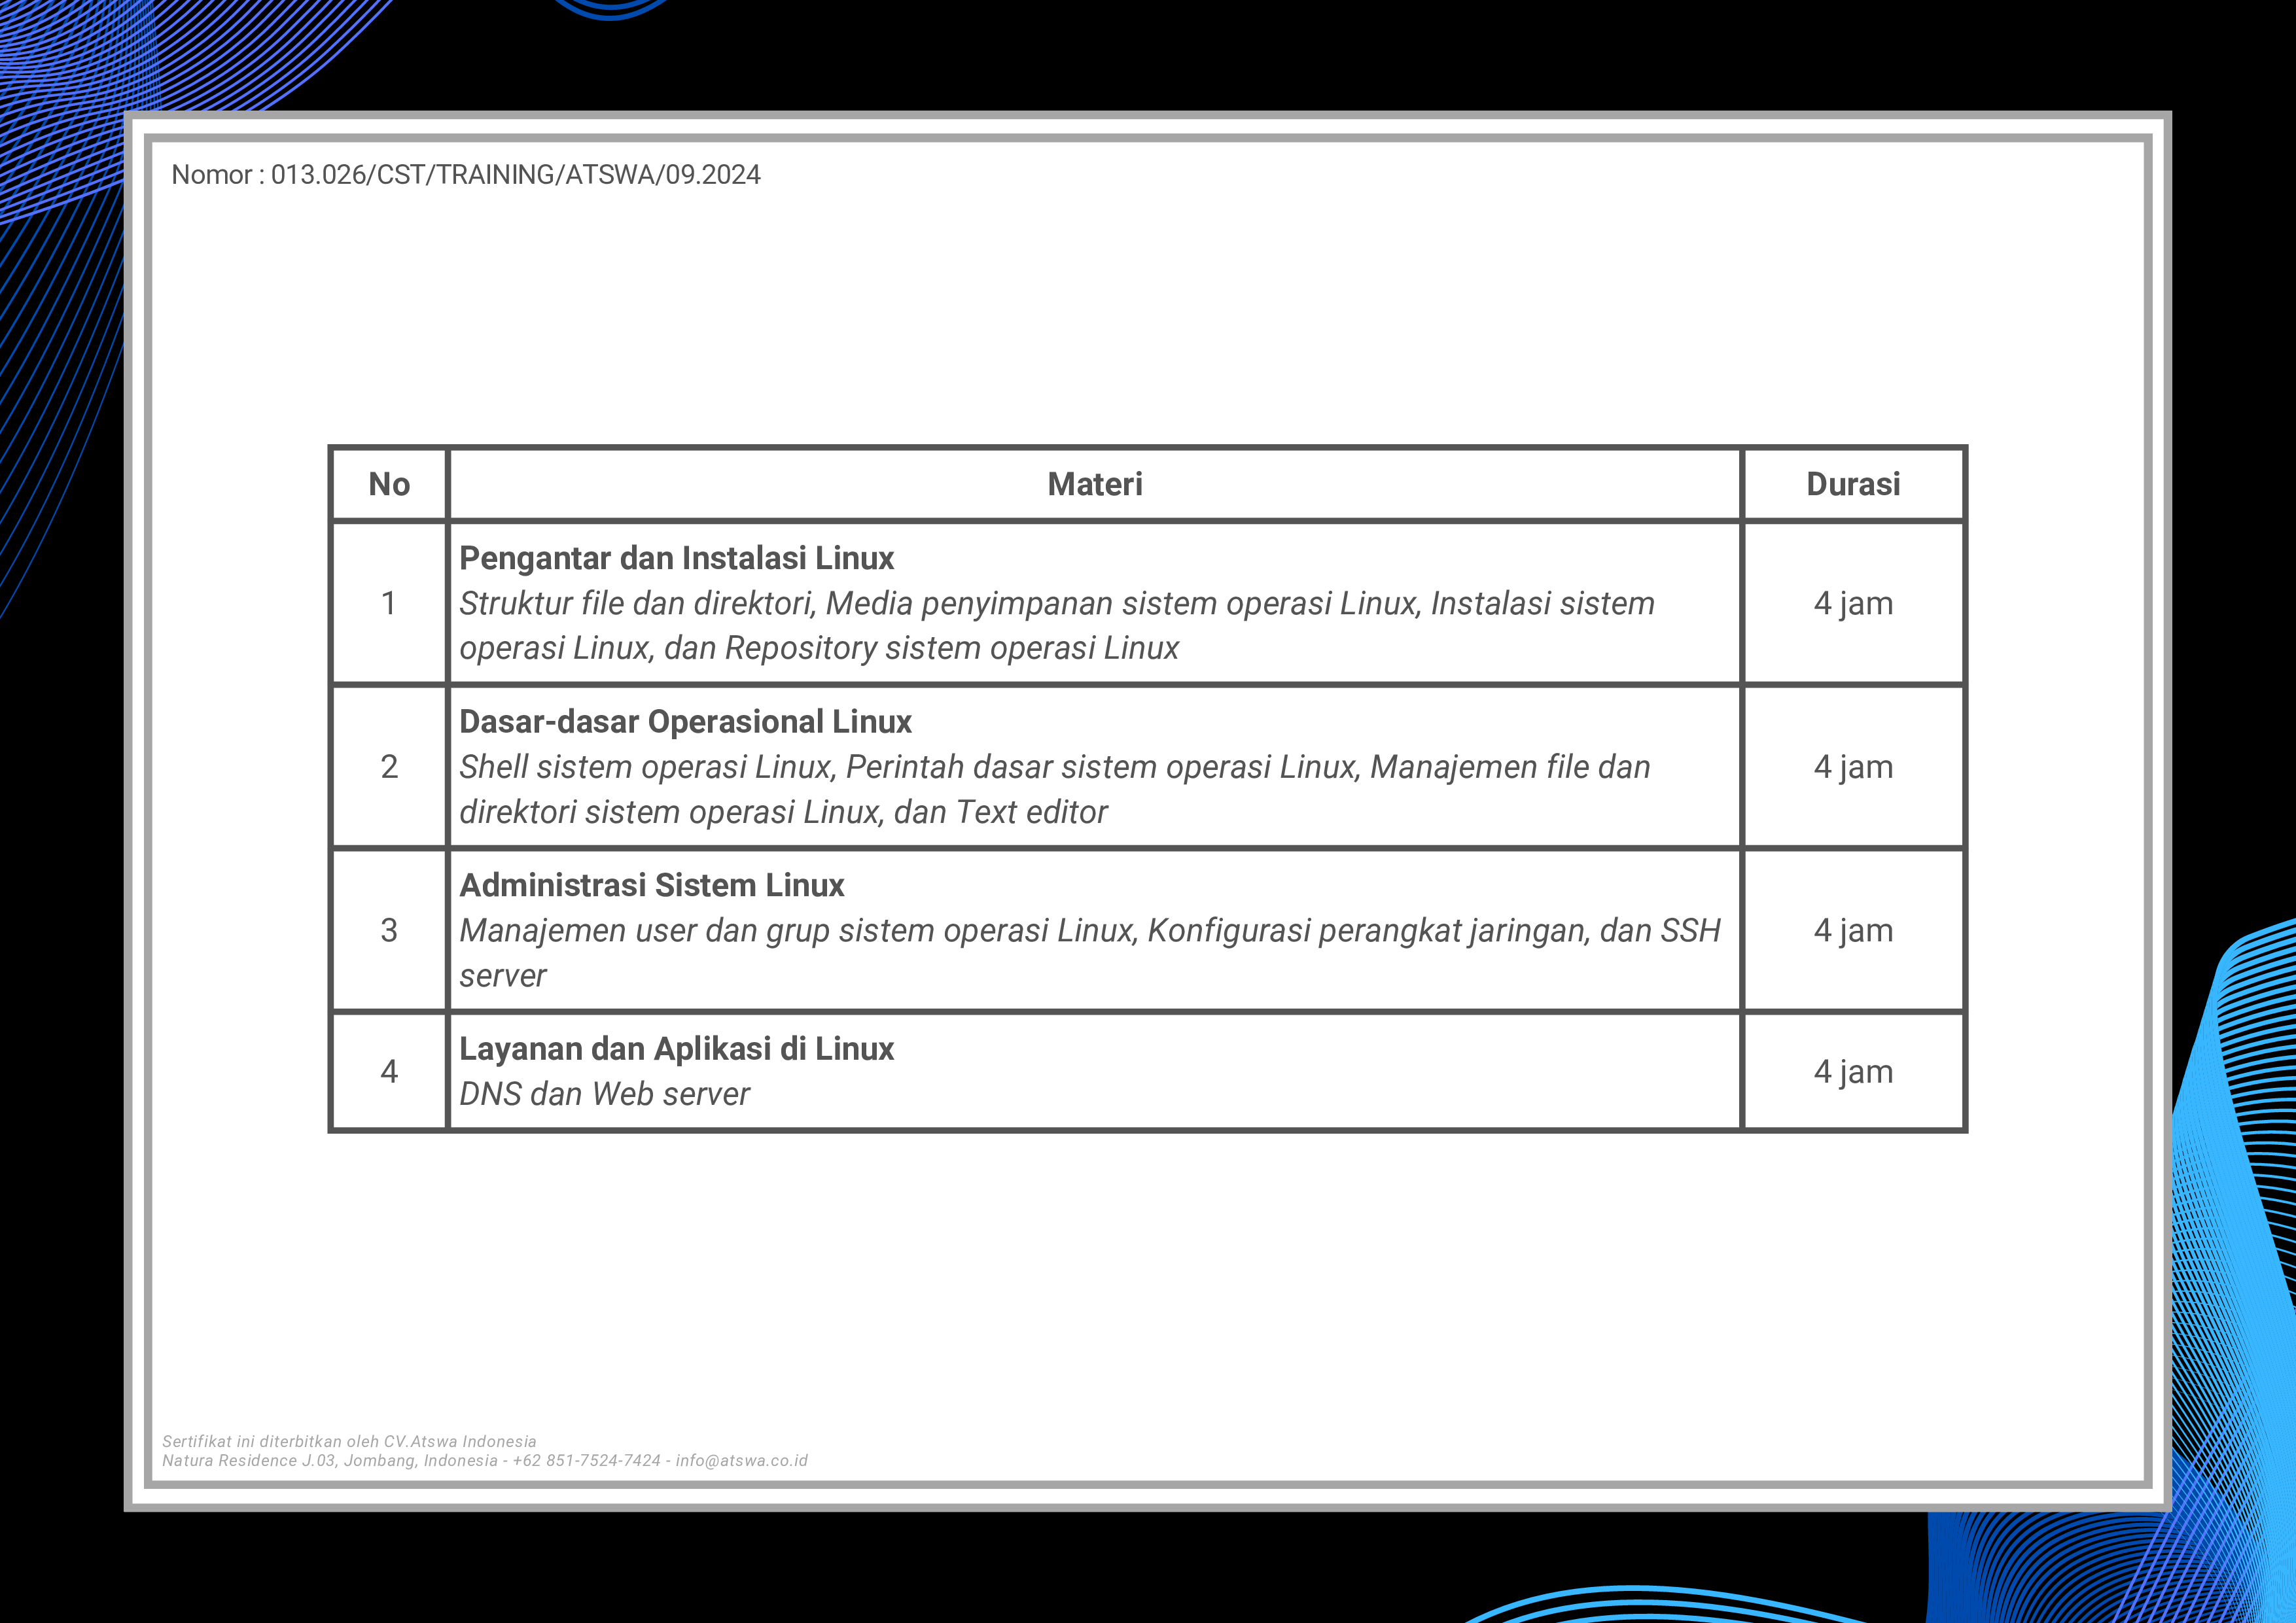 Nomor : 013.026/CST/TRAINING/ATSWA/09.2024
No Materi Durasi
Pengantar dan Instalasi Linux
1 Struktur file dan direktori, Media penyimpanan sistem operasi Linux, Instalasi sistem 4 jam
operasi Linux, dan Repository sistem operasi Linux
Dasar-dasar Operasional Linux
2 Shell sistem operasi Linux, Perintah dasar sistem operasi Linux, Manajemen file dan 4 jam
direktori sistem operasi Linux, dan Text editor
Administrasi Sistem Linux
3 Manajemen user dan grup sistem operasi Linux, Konfigurasi perangkat jaringan, dan SSH 4 jam
server
4 Layanan dan Aplikasi di Linux 4 jam
DNS dan Web server
Sertifikat ini diterbitkan oleh CV.Atswa Indonesia
Natura Residence J.03, Jombang, Indonesia - +62 851-7524-7424 - info@atswa.co.id